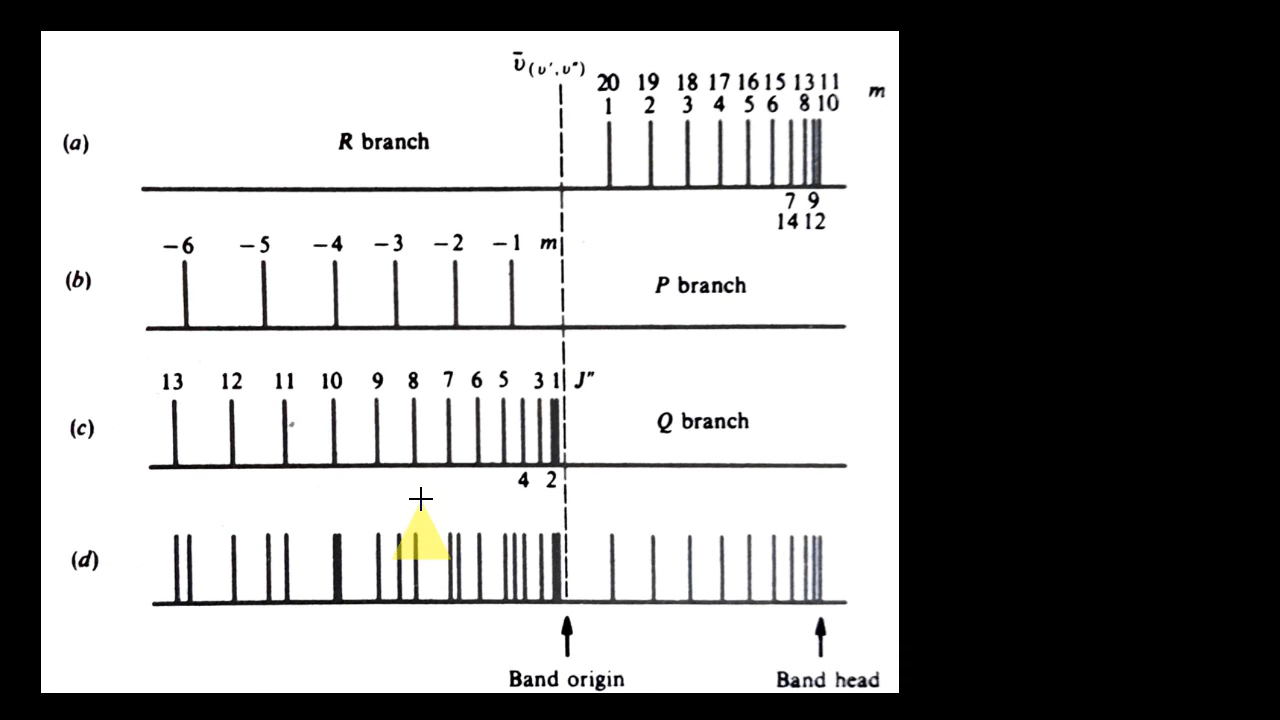 ῡ(υ′,υ″)
20 19 18 17 16 15 13 11
1 2 3 4 5 6 8 10 m
(a) R branch
7 9
14 12
-6 -5 -4 -3 -2 -1 m
(b) P branch
13 12 11 10 9 8 7 6 5 3 1 J″
(c) Q branch
4 2
(d)
Band origin Band head